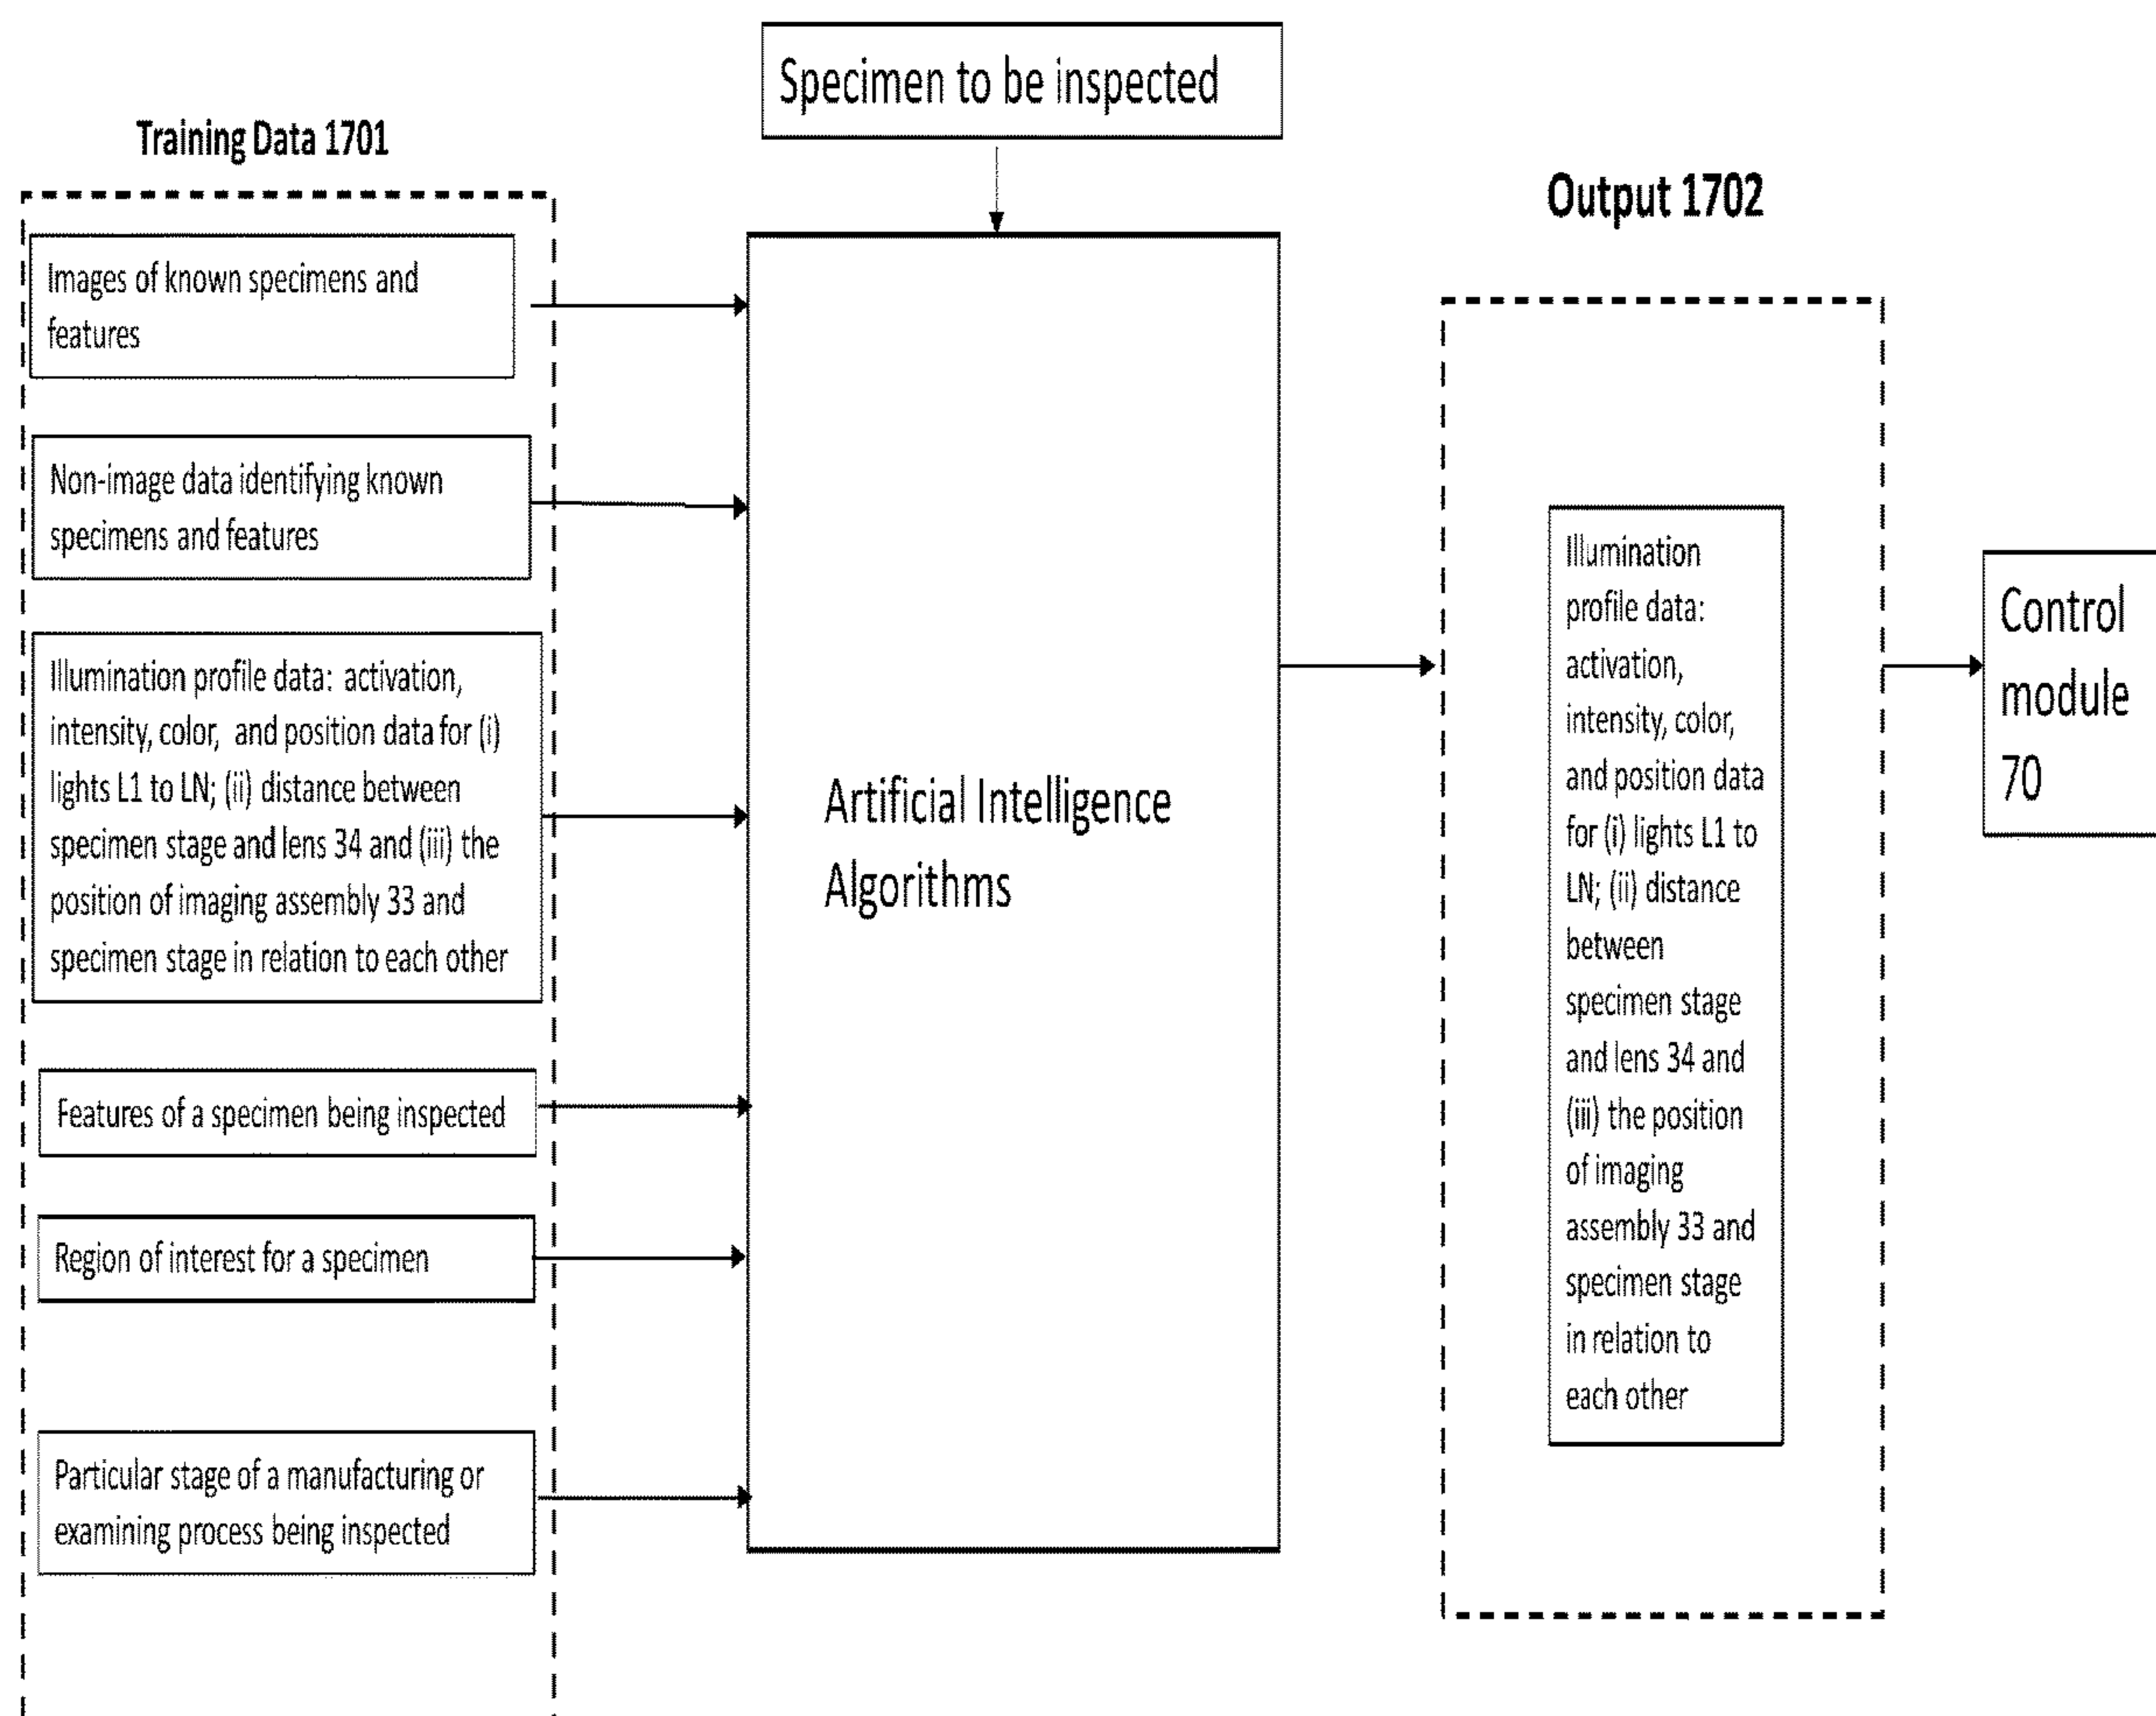 Specimen to be inspected
Training Data 1701
Images of known specimens and
features
Non-image data identifying known
specimens and features
Illumination profile data: activation,
intensity, color, and position data for (i)
lights L1 to LN; (ii) distance between
specimen stage and lens 34 and (iii) the
position of imaging assembly 33 and
specimen stage in relation to each other
Features of a specimen being inspected
Region of interest for a specimen
Particular stage of a manufacturing or
examining process being inspected
Artificial Intelligence
Algorithms
Output 1702
Illumination
profile data:
activation,
intensity, color,
and position data
for (i) lights L1 to
LN; (ii) distance
between
specimen stage
and lens 34 and
(iii) the position
of imaging
assembly 33 and
specimen stage
in relation to
each other
Control
module
70